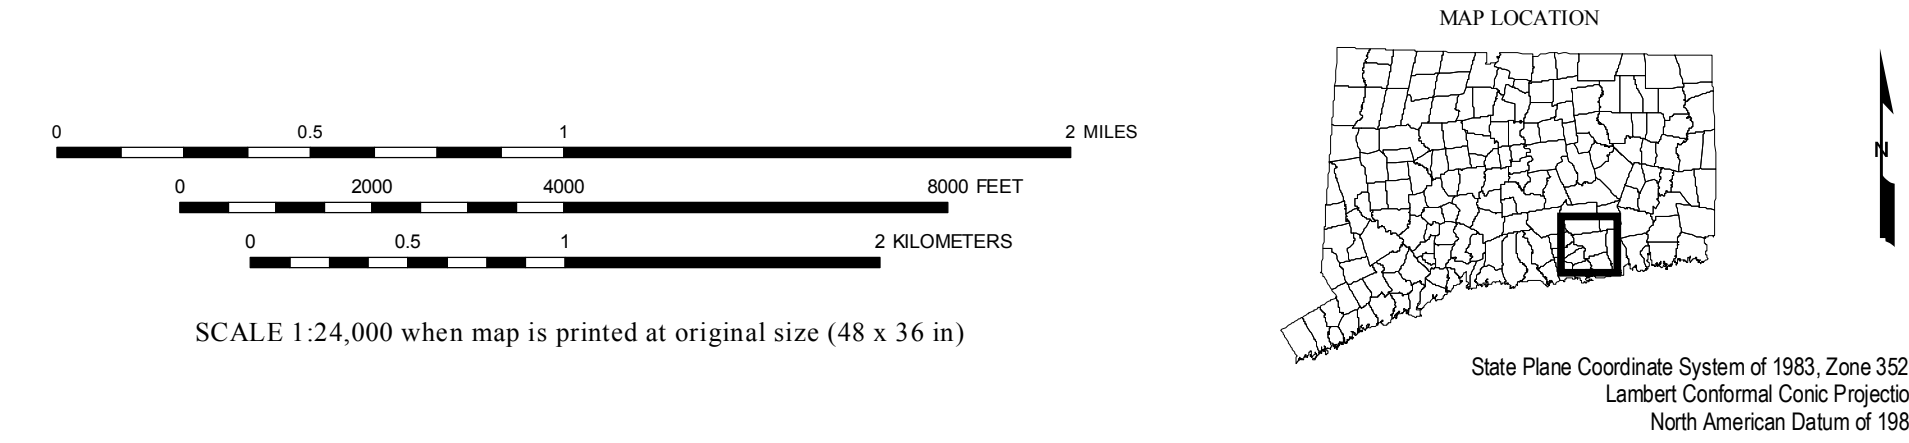 MAP LOCATION
0 0.5 1 2 MILES
0 2000 4000 8000 FEET
0 0.5 1 2 KILOMETERS
N
SCALE 1:24,000 when map is printed at original size (48 x 36 in)
State Plane Coordinate System of 1983, Zone 352
Lambert Conformal Conic Projectio
North American Datum of 198